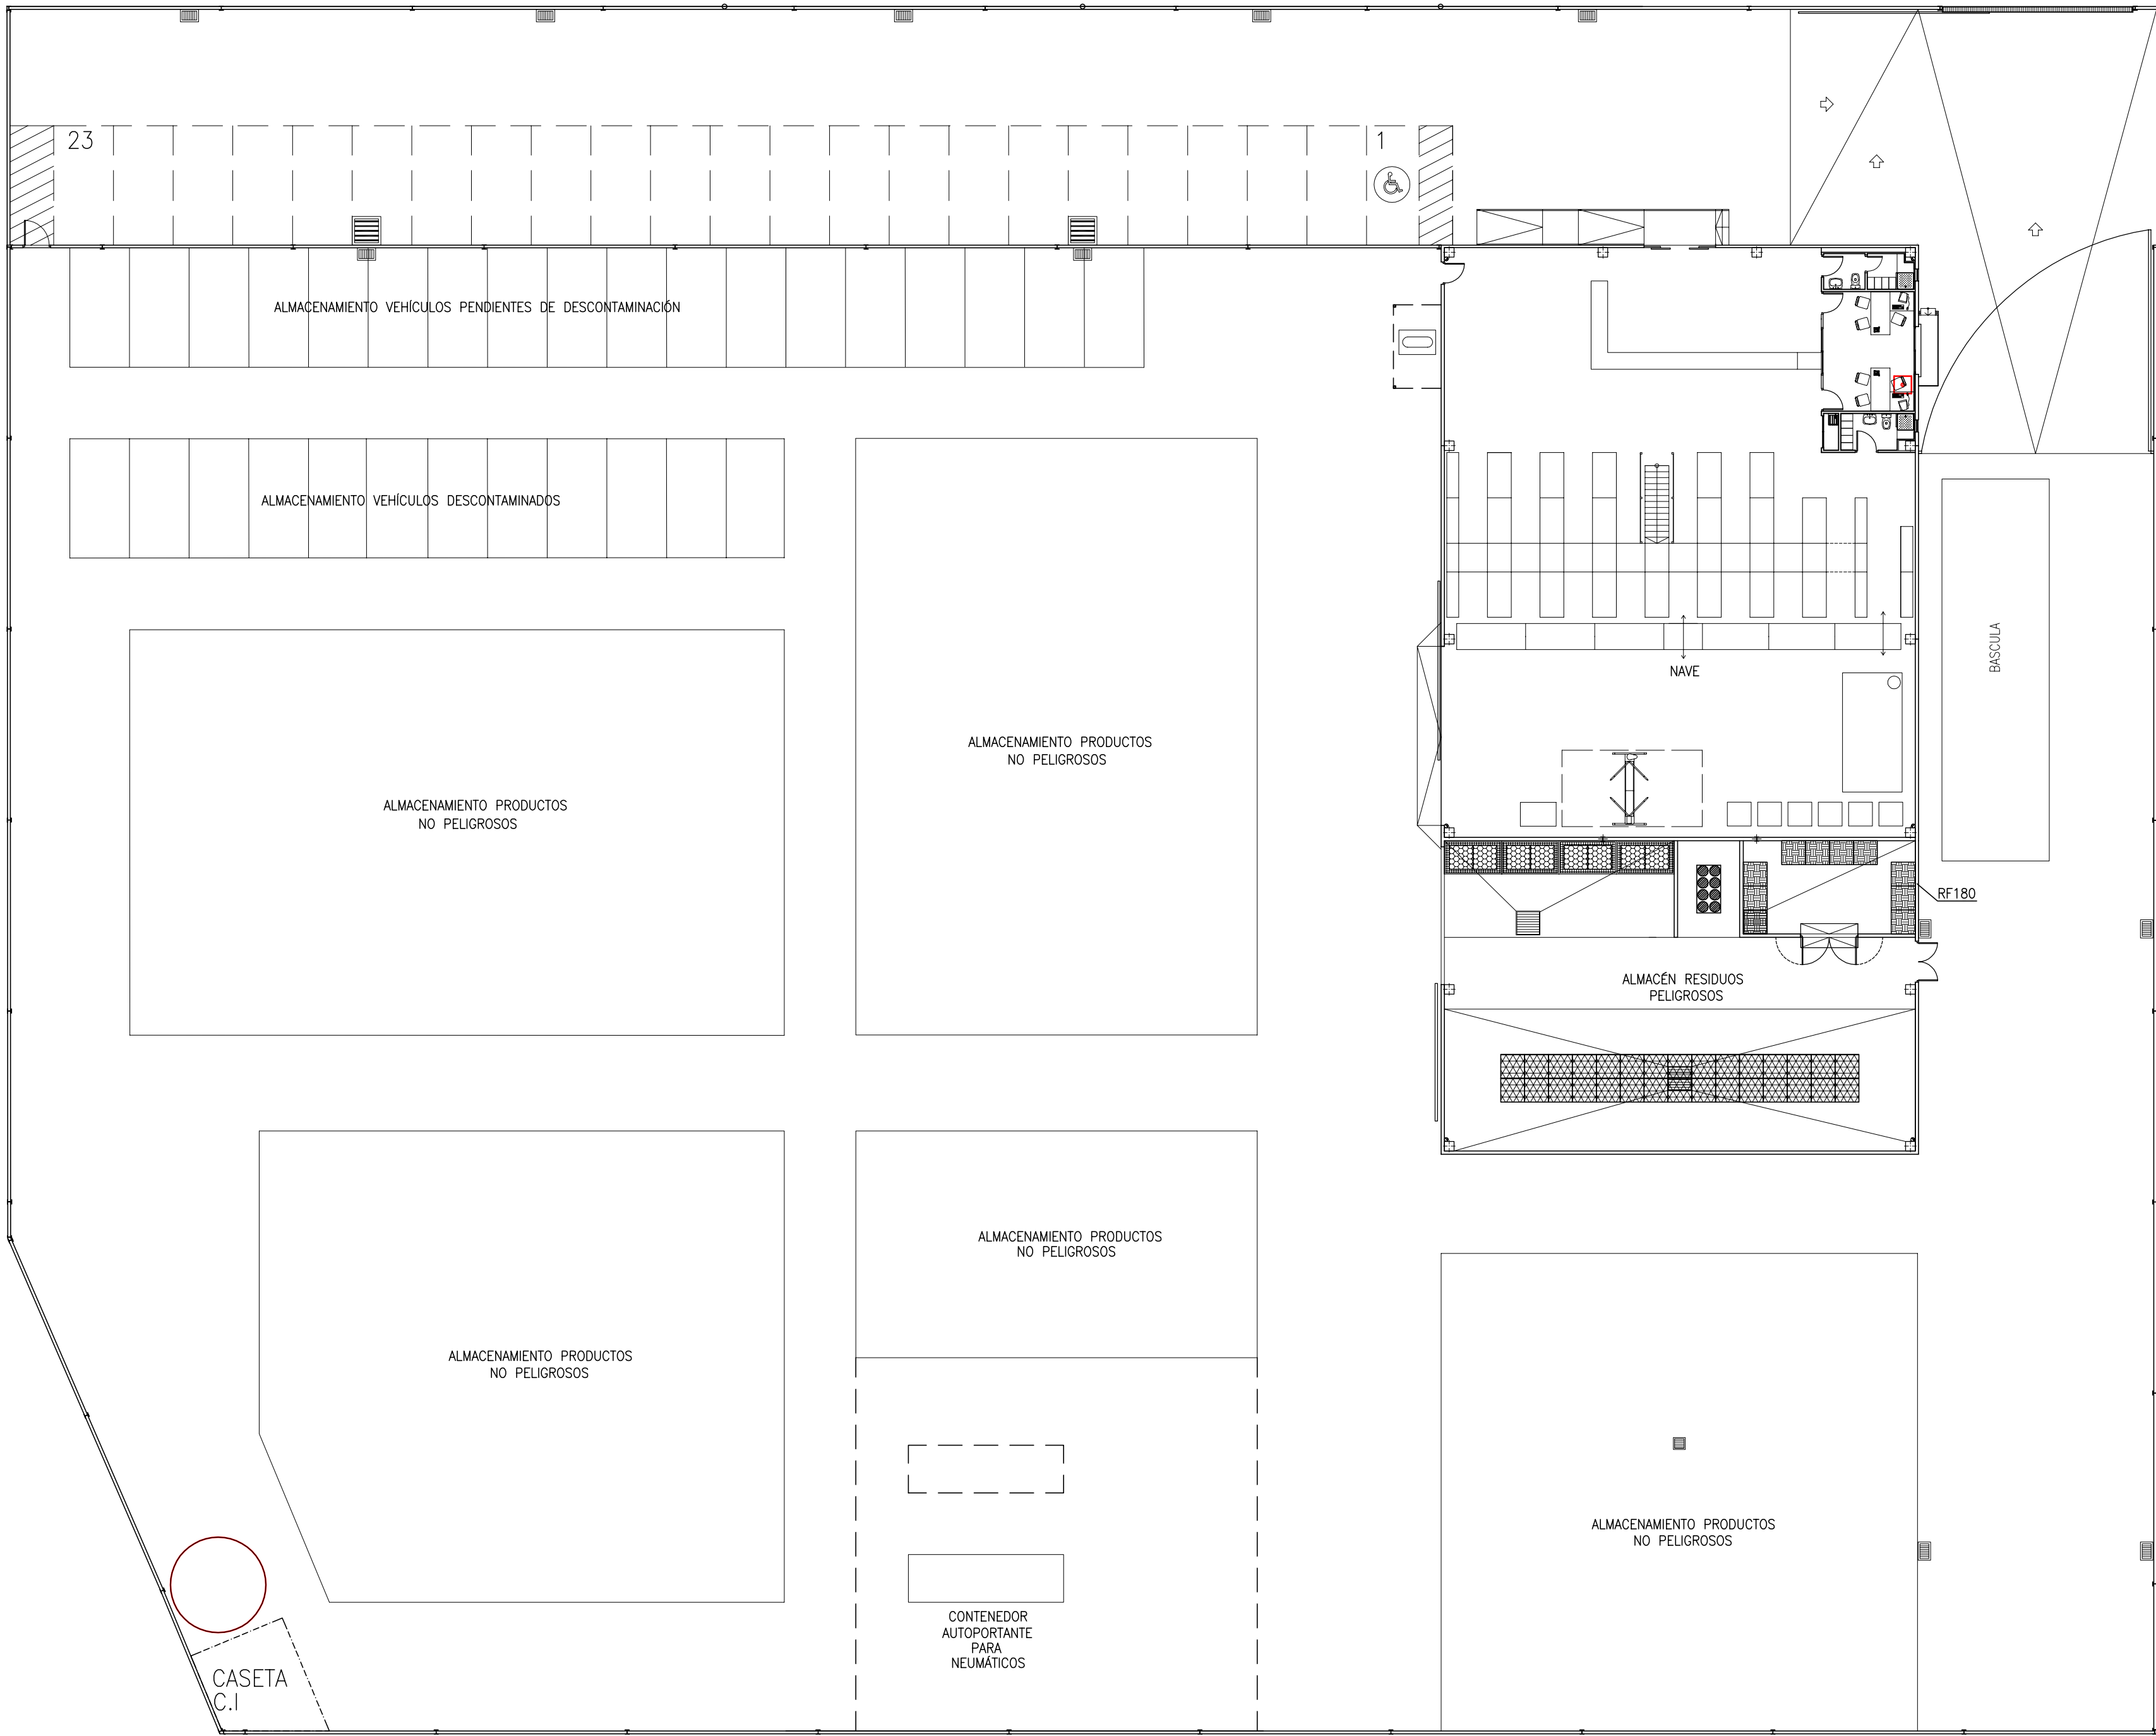 23
1
ALMACENAMIENTO VEHÍCULOS PENDIENTES DE DESCONTAMINACIÓN
ALMACENAMIENTO VEHÍCULOS DESCONTAMINADOS
BASCULA
NAVE
ALMACENAMIENTO PRODUCTOS
NO PELIGROSOS
ALMACENAMIENTO PRODUCTOS
NO PELIGROSOS
RF180
ALMACÉN RESIDUOS
PELIGROSOS
ALMACENAMIENTO PRODUCTOS
NO PELIGROSOS
ALMACENAMIENTO PRODUCTOS
NO PELIGROSOS
ALMACENAMIENTO PRODUCTOS
NO PELIGROSOS
CONTENEDOR
AUTOPORTANTE
PARA
NEUMÁTICOS
CASETA
C.I